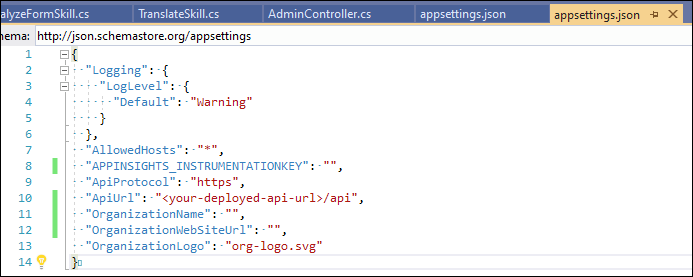 alyzeFormSkill.cs TranslateSkill.cs AdminController.cs appsettings.json appsettings.json
nema: http://json.schemastore.org/appsettings
1 {
2 "Logging": {
3 "LogLevel": {
4 "Default": "Warning"
5 }
6 },
7 "AllowedHosts": "*",
8 "APPINSIGHTS_INSTRUMENTATIONKEY": "",
9 "ApiProtocol": "https",
10 "ApiUrl": "<your-deployed-api-url>/api",
11 "OrganizationName": "",
12 "OrganizationWebSiteUrl": "",
13 "OrganizationLogo": "org-logo.svg"
14 }